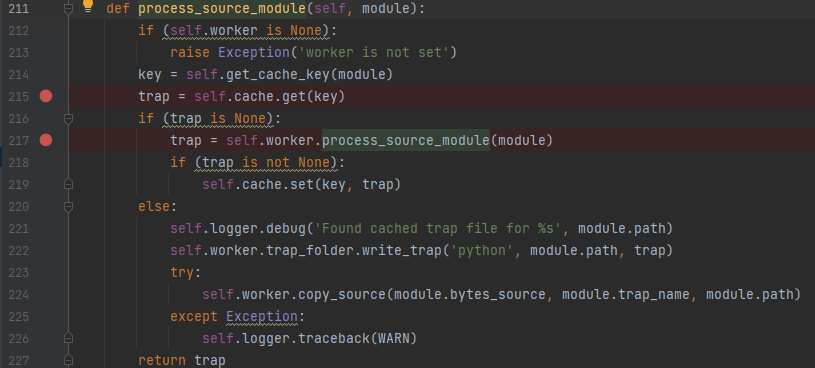 211 def process_source_module(self, module):
212 if (self.worker is None):
213 raise Exception('worker is not set')
214 key = self.get_cache_key(module)
215 trap = self.cache.get(key)
216 if (trap is None):
217 trap = self.worker.process_source_module(module)
218 if (trap is not None):
219 self.cache.set(key, trap)
220 else:
221 self.logger.debug('Found cached trap file for %s', module.path)
222 self.worker.trap_folder.write_trap('python', module.path, trap)
223 try:
224 self.worker.copy_source(module.bytes_source, module.trap_name, module.path)
225 except Exception:
226 self.logger.traceback(WARN)
227 return trap